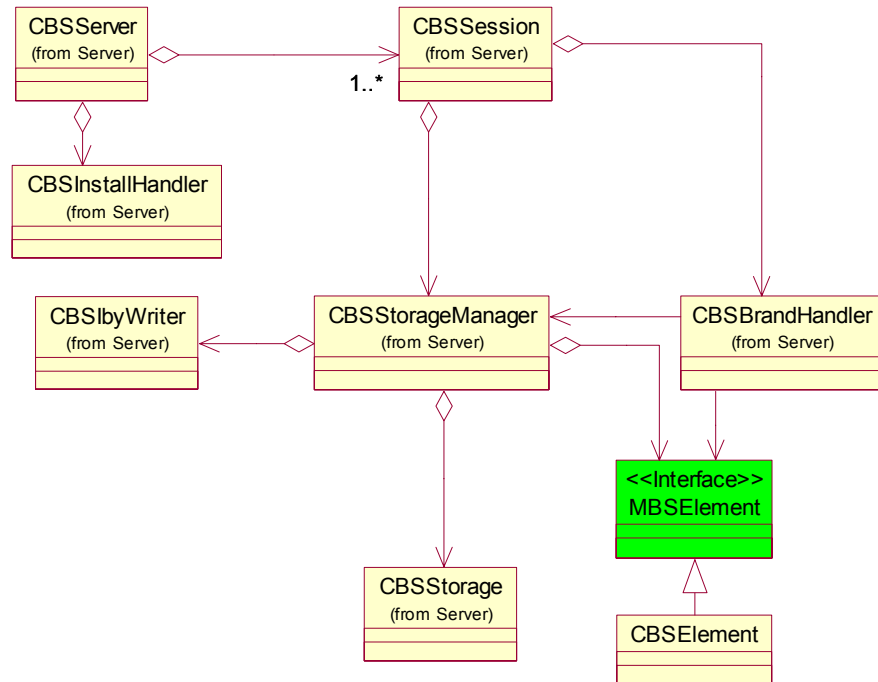 CBSServer
(from Server)
CBSSession
(from Server)
1..*
CBSInstallHandler
(from Server)
CBSIbyWriter
(from Server)
CBSStorageManager
(from Server)
CBSBrandHandler
(from Server)
<<Interface>>
MBSElement
CBSStorage
(from Server)
CBSElement